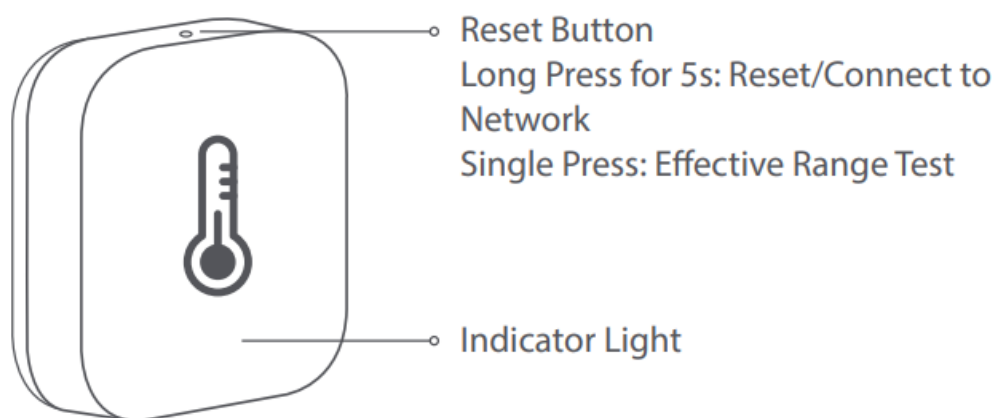 Reset Button
Long Press for 5s: Reset/Connect to
Network
Single Press: Effective Range Test
Indicator Light